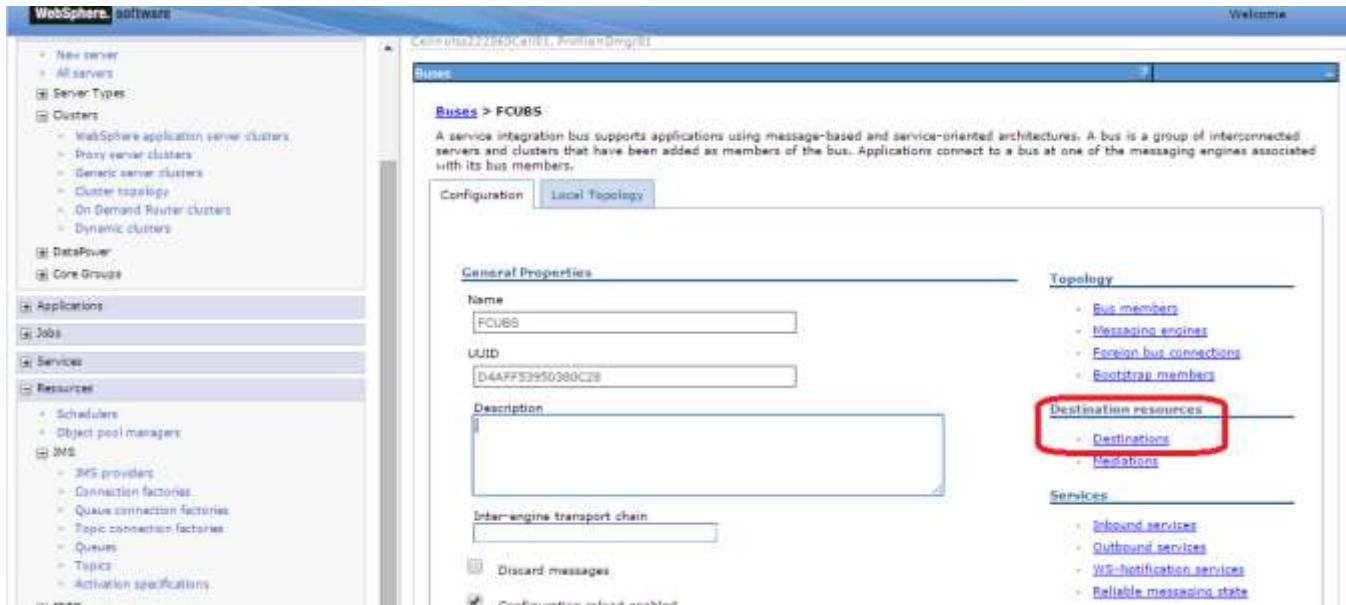 WebSphere. software
Welcome
New server
All servers
Server Types
Clusters
WebSphere application server clusters
Proxy server clusters
Generic server clusters
Cluster topology
On Demand Router clusters
Dynamic clusters
DataPower
Core Groups
Applications
Jobs
Services
Resources
Schedulers
Object pool managers
JMS
JMS providers
Connection factories
Queue connection factories
Topic connection factories
Queues
Topics
Activation specifications
Buses
?
Buses > FCUBS
A service integration bus supports applications using message-based and service-oriented architectures. A bus is a group of interconnected
servers and clusters that have been added as members of the bus. Applications connect to a bus at one of the messaging engines associated
with its bus members.
Configuration
Local Topology
General Properties
Name
FCUBS
UUID
D4AFF53950380C2B
Description
Inter-engine transport chain
Discard messages
Configuration reload enabled
Topology
Bus members
Messaging engines
Foreign bus connections
Bootstrap members
Destination resources
Destinations
Mediations
Services
Inbound services
Outbound services
WS-Notification services
Reliable messaging state